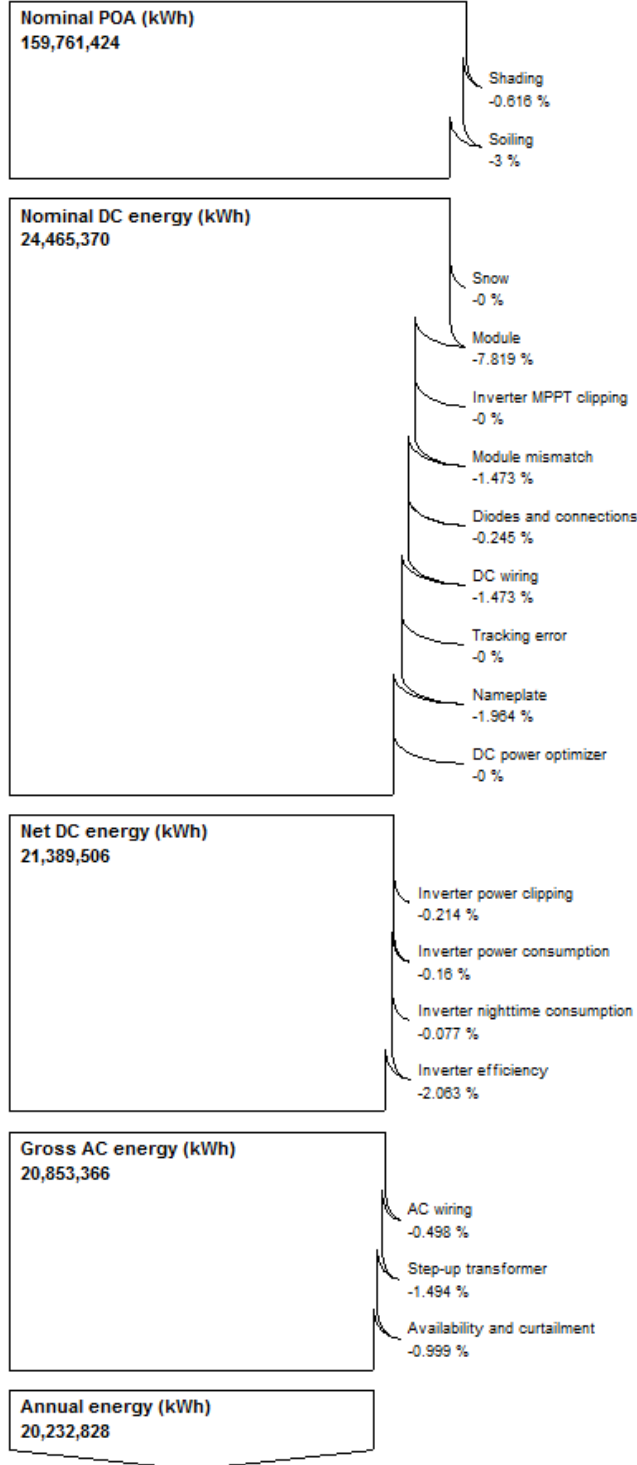 Nominal POA (kWh)
159,761,424
Shading
-0.616 %
Soiling
-3 %
Nominal DC energy (kWh)
24,465,370
Snow
-0 %
Module
-7.819 %
Inverter MPPT clipping
-0 %
Module mismatch
-1.473 %
Diodes and connections
-0.245 %
DC wiring
-1.473 %
Tracking error
-0 %
Nameplate
-1.964 %
DC power optimizer
-0 %
Net DC energy (kWh)
21,389,506
Inverter power clipping
-0.214 %
Inverter power consumption
-0.16 %
Inverter nighttime consumption
-0.077 %
Inverter efficiency
-2.063 %
Gross AC energy (kWh)
20,853,366
AC wiring
-0.498 %
Step-up transformer
-1.494 %
Availability and curtailment
-0.999 %
Annual energy (kWh)
20,232,828